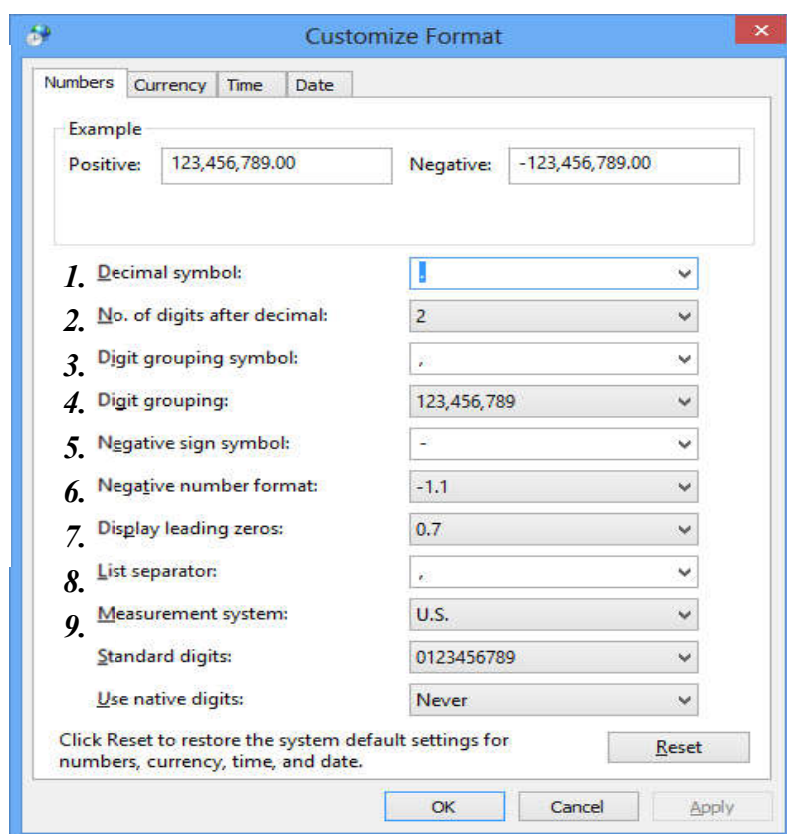 Customize Format
Numbers Currency Time Date
Example
Positive: 123,456,789.00 Negative: -123,456,789.00
1. Decimal symbol: .
2. No. of digits after decimal: 2
3. Digit grouping symbol: ,
4. Digit grouping: 123,456,789
5. Negative sign symbol: -
6. Negative number format: -1.1
7. Display leading zeros: 0.7
8. List separator: ,
9. Measurement system: U.S.
Standard digits: 0123456789
Use native digits: Never
Click Reset to restore the system default settings for
numbers, currency, time, and date.
Reset
OK Cancel Apply